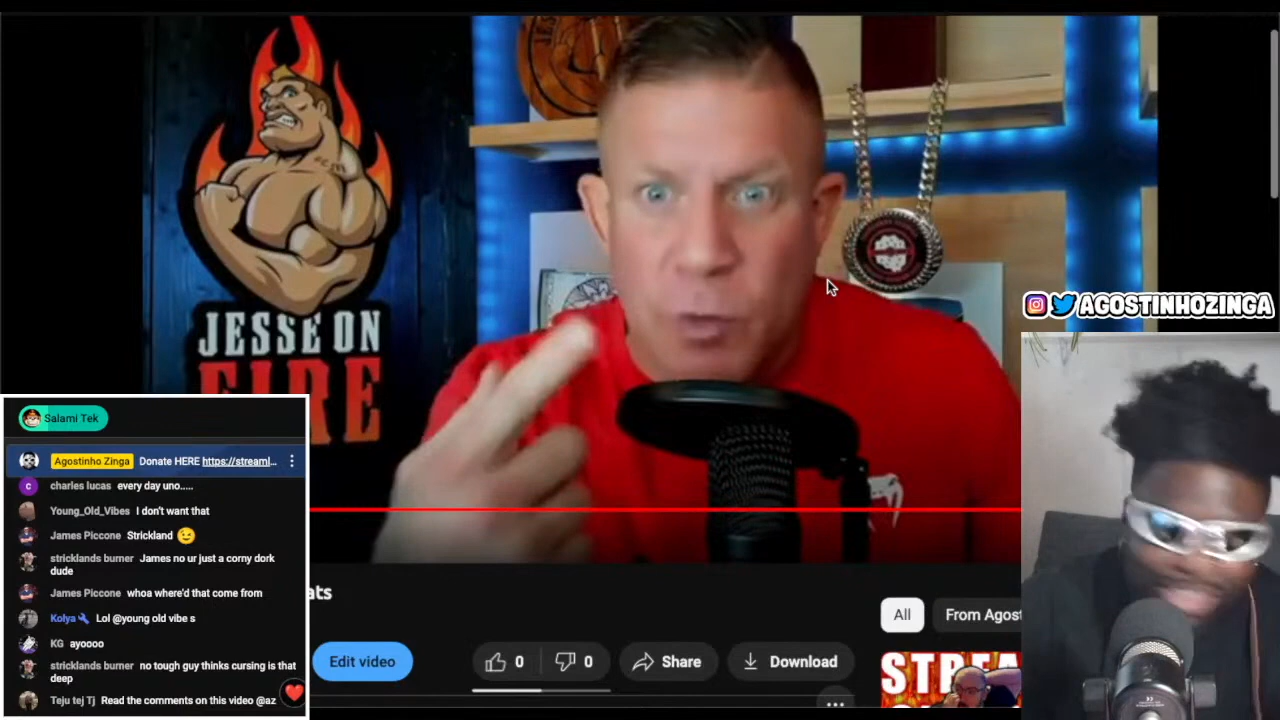 JESSE ON
FIRE
AGOSTINHOZINGA
Salami Tek
Agostinho Zinga Donate HERE https://streaml...
charles lucas every day uno.....
Young_Old_Vibes I don't want that
James Piccone Strickland 😉
stricklands burner James no ur just a corny dork
dude
James Piccone whoa where'd that come from
Kolya🔧 Lol @young old vibe s
KG ayoooo
stricklands burner no tough guy thinks cursing is that
deep
Teju tej Tj Read the comments on this video @az
ats
Edit video
0
0
Share
Download
All
From Agost
STREAM